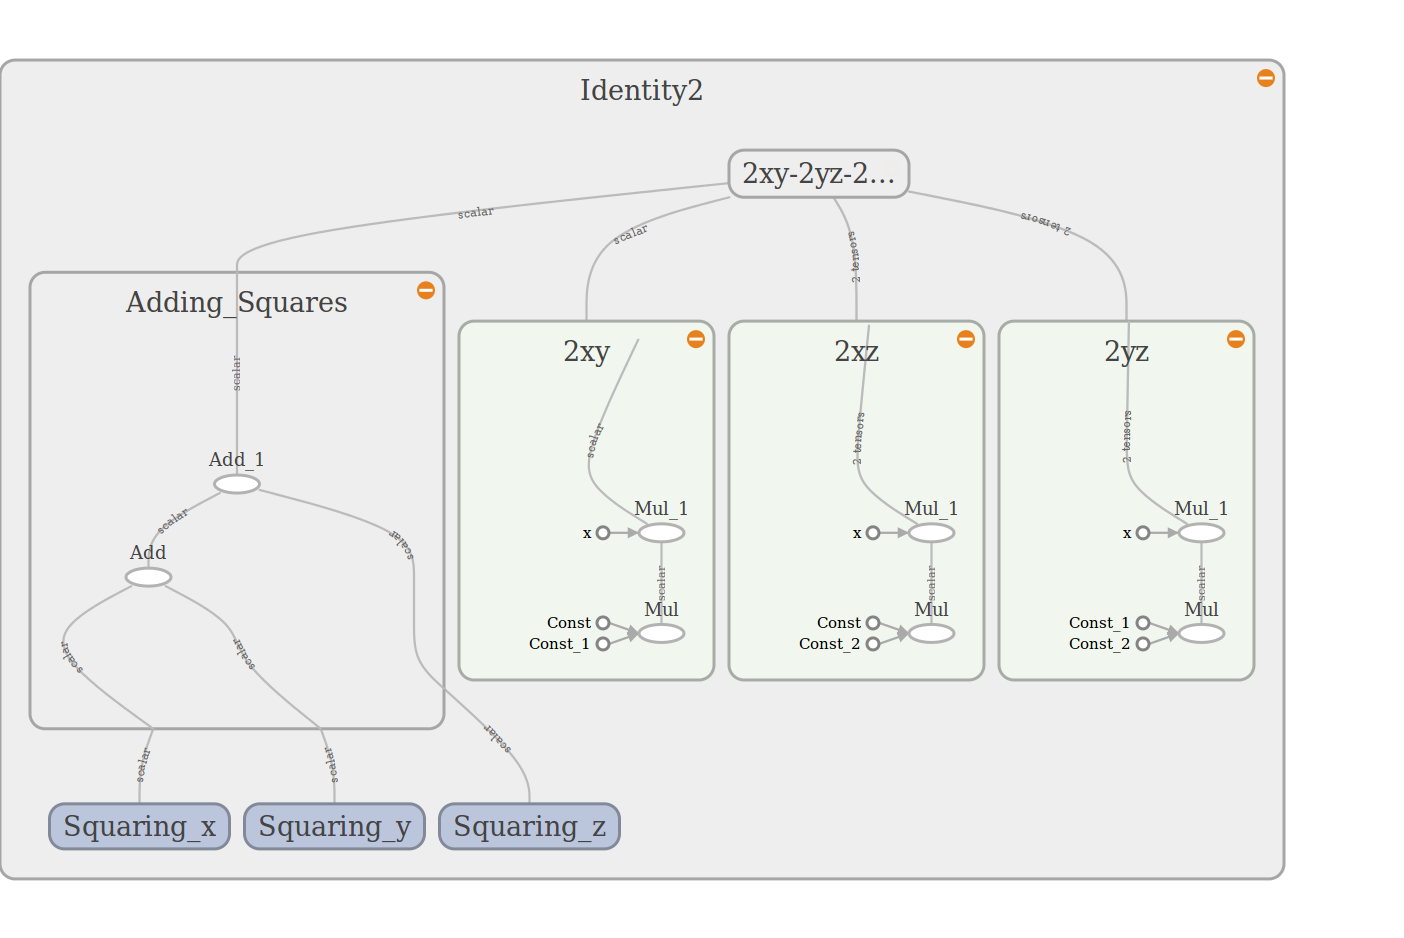 Identity2
2xy-2yz-2...
scalar
scalar
2 tensors
2 tensors
Adding_Squares
2xy
2xz
2yz
scalar
scalar
2 tensors
2 tensors
Add_1
scalar
scalar
Add
Mul_1
Mul_1
Mul_1
x
x
x
scalar
scalar
scalar
Mul
Mul
Mul
Const
Const
Const_1
Const_1
Const_2
Const_2
scalar
scalar
scalar
scalar
scalar
Squaring_x
Squaring_y
Squaring_z